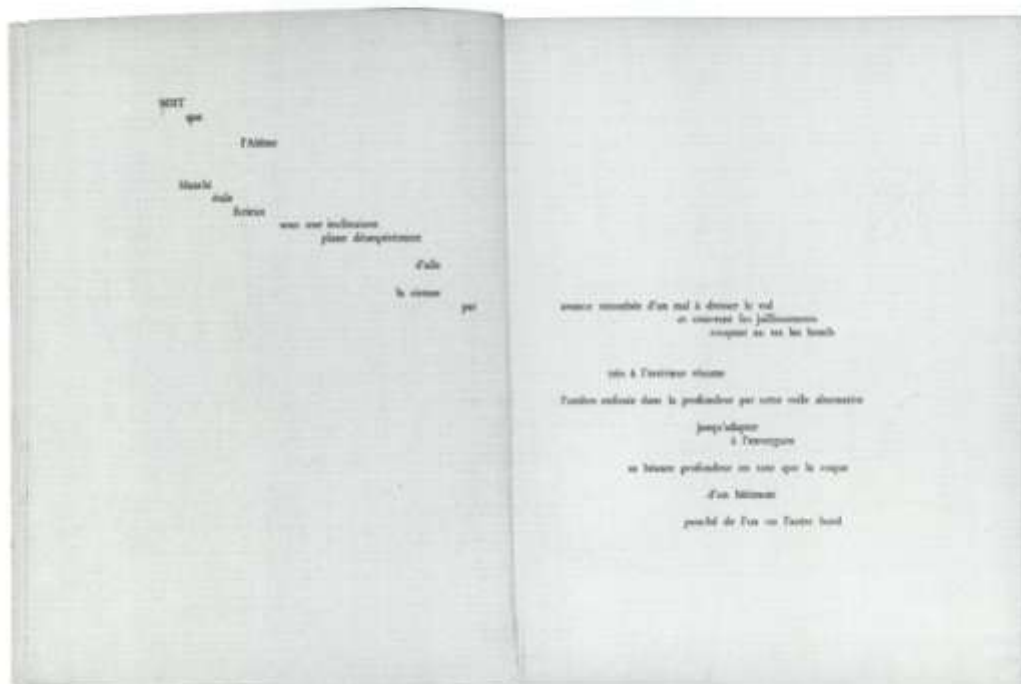 SOIT
que
l'Abîme
blanchi
étale
furieux
sous une inclinaison
plane désespérément
d'aile
la sienne
par
avance retombée d'un mal à dresser le vol
et couvrant les jaillissements
coupant au ras les bonds
très à l'intérieur résume
l'ombre enfouie dans la profondeur par cette voile alternative
jusqu'adapter
à l'envergure
sa béante profondeur en tant que la coque
d'un bâtiment
penché de l'un ou l'autre bord